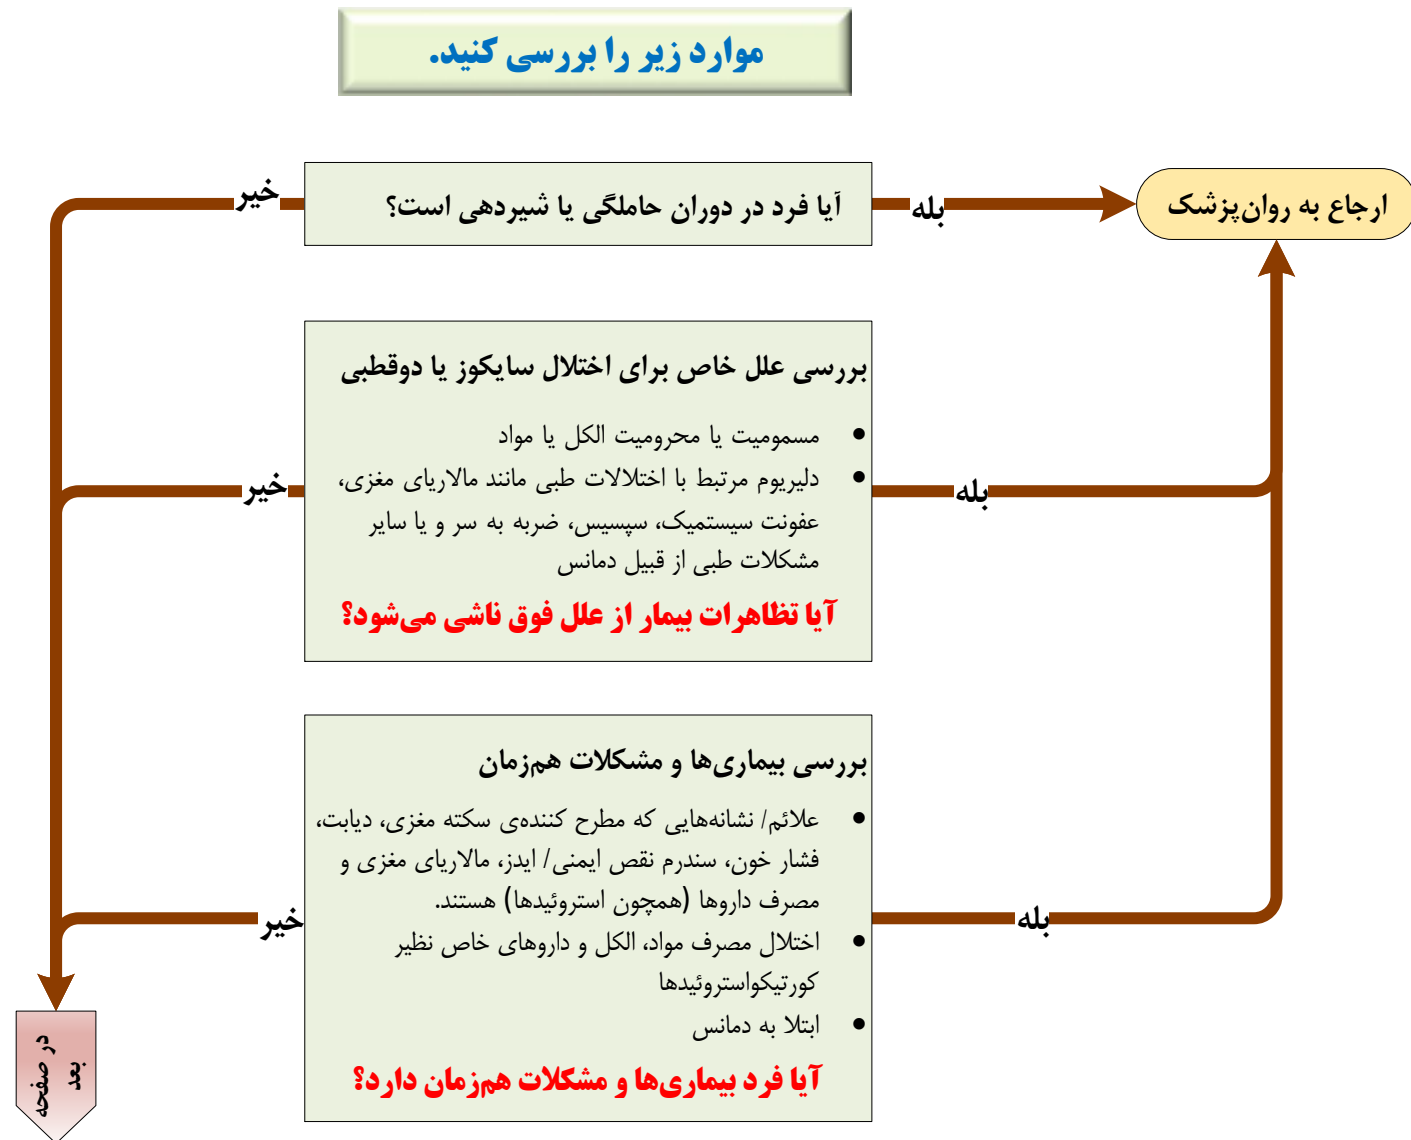 موارد زیر را بررسی کنید.
ارجاع به روان‌پزشک
بله
آیا فرد در دوران حاملگی یا شیردهی است؟
خیر
بررسی علل خاص برای اختلال سایکوز یا دوقطبی
• مسمومیت یا محرومیت الکل یا مواد
• دلیریوم مرتبط با اختلالات طبی مانند مالاریای مغزی،
عفونت سیستمیک، سپسیس، ضربه به سر و یا سایر
مشکلات طبی از قبیل دمانس
آیا تظاهرات بیمار از علل فوق ناشی می‌شود؟
بله
خیر
بررسی بیماری‌ها و مشکلات هم‌زمان
• علائم/ نشانه‌هایی که مطرح کننده‌ی سکته مغزی، دیابت،
فشار خون، سندرم نقص ایمنی/ ایدز، مالاریای مغزی و
مصرف داروها (همچون استروئیدها) هستند.
• اختلال مصرف مواد، الکل و داروهای خاص نظیر
کورتیکواستروئیدها
• ابتلا به دمانس
آیا فرد بیماری‌ها و مشکلات هم‌زمان دارد؟
بله
خیر
در صفحه
بعد